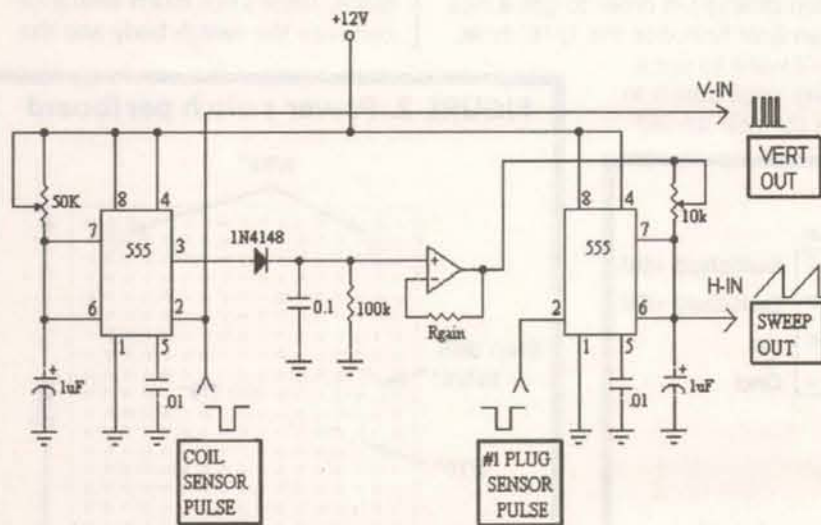 +12V
V-IN
VERT
OUT
50K
8
4
7
555
3
6
2
1
5
1N4148
0.1
100k
Rgain
1uF
.01
COIL
SENSOR
PULSE
#1 PLUG
SENSOR
PULSE
8
4
7
555
2
6
1
5
10k
H-IN
SWEEP
OUT
1uF
.01